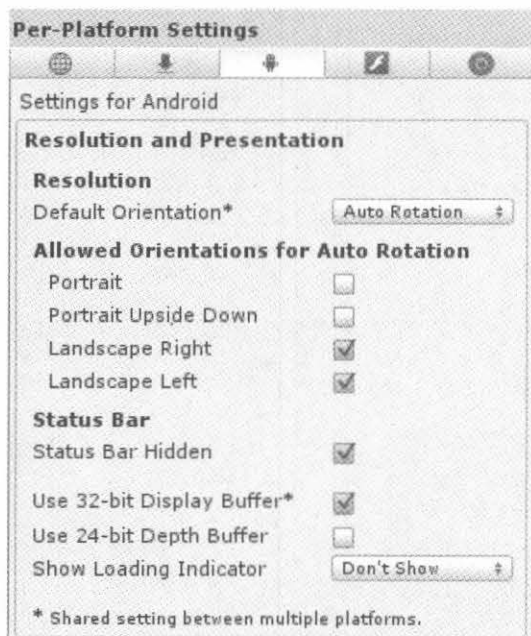 Per-Platform Settings
Settings for Android
Resolution and Presentation
Resolution
Default Orientation* Auto Rotation
Allowed Orientations for Auto Rotation
Portrait
Portrait Upside Down
Landscape Right
Landscape Left
Status Bar
Status Bar Hidden
Use 32-bit Display Buffer*
Use 24-bit Depth Buffer
Show Loading Indicator Don't Show
* Shared setting between multiple platforms.